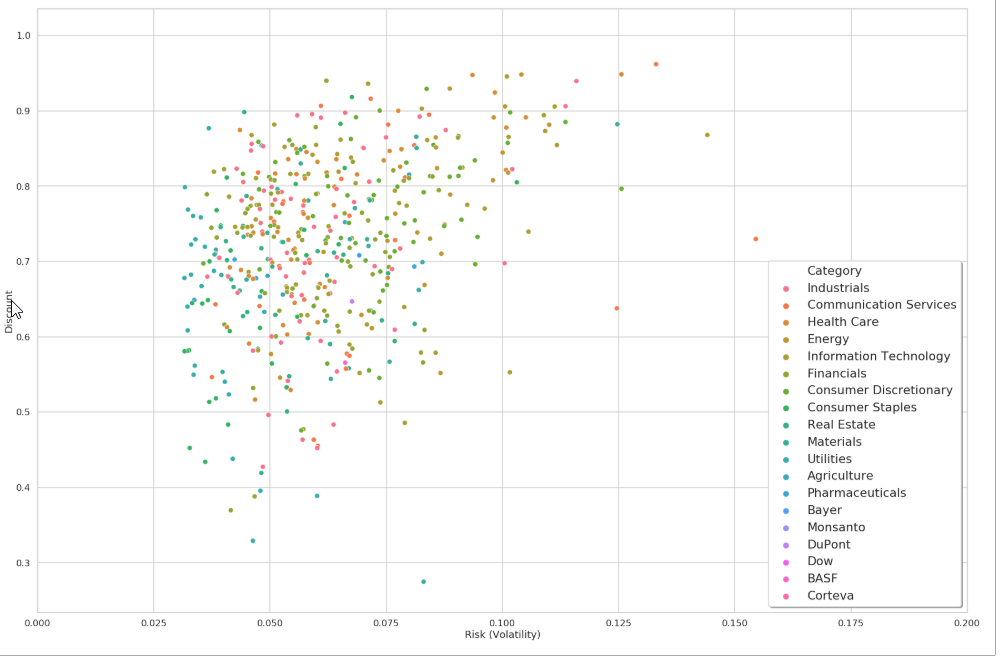 1.0
0.9
0.8
0.7
0.6
0.5
0.4
0.3
Discount
0.000
0.025
0.050
0.075
0.100
0.125
0.150
0.175
0.200
Risk (Volatility)
Category
Industrials
Communication Services
Health Care
Energy
Information Technology
Financials
Consumer Discretionary
Consumer Staples
Real Estate
Materials
Utilities
Agriculture
Pharmaceuticals
Bayer
Monsanto
DuPont
Dow
BASF
Corteva